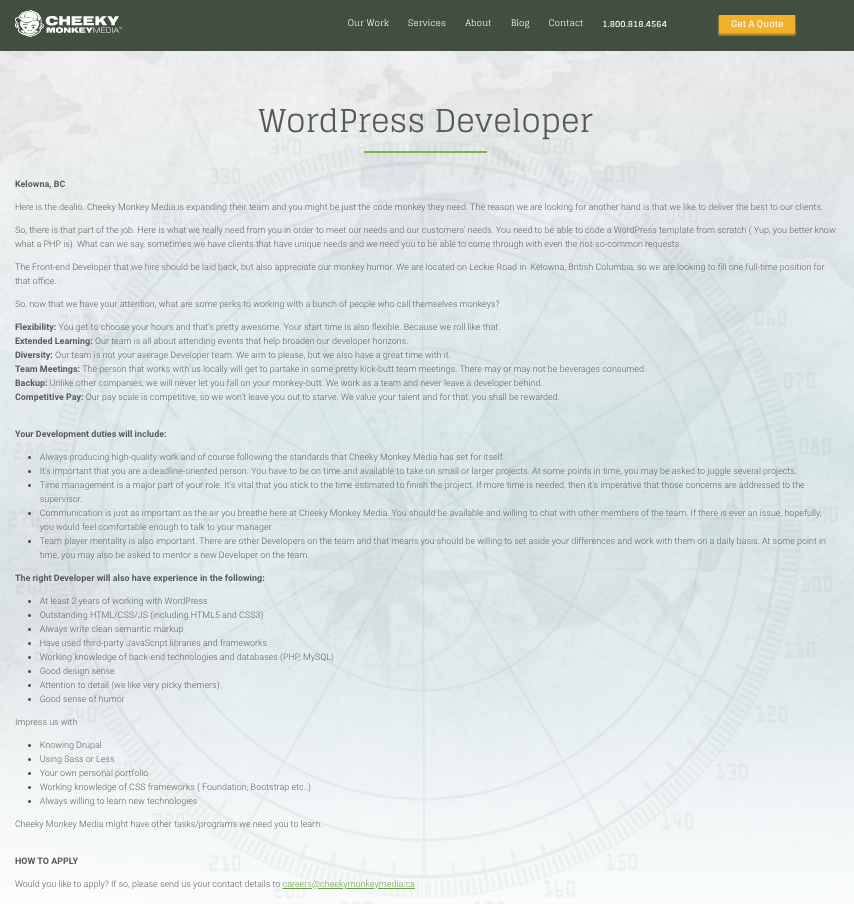 CHEEKY
MONKEYMEDIA™
Our Work Services About Blog Contact 1.800.818.4564 Get A Quote
WordPress Developer
Kelowna, BC
Here is the dealio. Cheeky Monkey Media is expanding their team and you might be just the code monkey they need. The reason we are looking for another hand is that we like to deliver the best to our clients.
So, there is that part of the job. Here is what we really need from you in order to meet our needs and our customers' needs. You need to be able to code a WordPress template from scratch ( Yup, you better know
what a PHP is). What can we say, sometimes we have clients that have unique needs and we need you to be able to come through with even the not-so-common requests.
The Front-end Developer that we hire should be laid back, but also appreciate our monkey humor. We are located on Leckie Road in Kelowna, British Columbia, so we are looking to fill one full-time position for
that office.
So, now that we have your attention, what are some perks to working with a bunch of people who call themselves monkeys?
Flexibility: You get to choose your hours and that's pretty awesome. Your start time is also flexible. Because we roll like that.
Extended Learning: Our team is all about attending events that help broaden our developer horizons.
Diversity: Our team is not your average Developer team. We aim to please, but we also have a great time with it.
Team Meetings: The person that works with us locally will get to partake in some pretty kick-butt team meetings. There may or may not be beverages consumed.
Backup: Unlike other companies, we will never let you fall on your monkey-butt. We work as a team and never leave a developer behind.
Competitive Pay: Our pay scale is competitive, so we won't leave you out to starve. We value your talent and for that, you shall be rewarded.
Your Development duties will include:
Always producing high-quality work and of course following the standards that Cheeky Monkey Media has set for itself.
It's important that you are a deadline-oriented person. You have to be on time and available to take on small or larger projects. At some points in time, you may be asked to juggle several projects.
Time management is a major part of your role. It's vital that you stick to the time estimated to finish the project. If more time is needed, then it's imperative that those concerns are addressed to the
supervisor.
Communication is just as important as the air you breathe here at Cheeky Monkey Media. You should be available and willing to chat with other members of the team. If there is ever an issue, hopefully,
you would feel comfortable enough to talk to your manager.
Team player mentality is also important. There are other Developers on the team and that means you should be willing to set aside your differences and work with them on a daily basis. At some point in
time, you may also be asked to mentor a new Developer on the team.
The right Developer will also have experience in the following:
At least 2 years of working with WordPress
Outstanding HTML/CSS/JS (including HTML5 and CSS3)
Always write clean semantic markup
Have used third-party JavaScript libraries and frameworks
Working knowledge of back-end technologies and databases (PHP, MySQL)
Good design sense
Attention to detail (we like very picky themers)
Good sense of humor
Impress us with
Knowing Drupal
Using Sass or Less
Your own personal portfolio
Working knowledge of CSS frameworks ( Foundation, Bootstrap etc..)
Always willing to learn new technologies
Cheeky Monkey Media might have other tasks/programs we need you to learn.
HOW TO APPLY
Would you like to apply? If so, please send us your contact details to careers@cheekymonkeymedia.ca
340
020
330
030
060
070
080
100
110
120
240
130
140
150
210
160